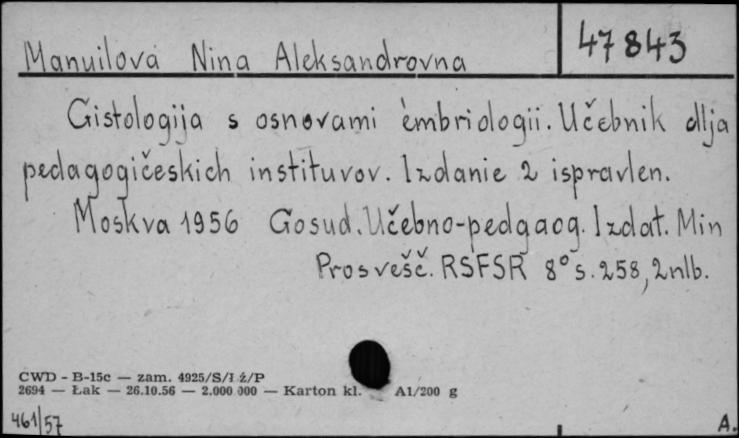 Manuilova Nina Aleksandrovna
47843
Gistologija s osnovami èmbriologii. Učebnik dlja
pedagogičeskich instituvov. Izdanie 2 ispravlen.
Moskva 1956 Gosud. Učebno-pedgaog. Izdat. Min
Prosvešč. RSFSR 8° s. 258, 2nlb.
CWD - B-15c — zam. 4925/S/I ż/P
2694 — Łak — 26.10.56 — 2.000 000 — Karton kl. A1/200 g
461/57
A.